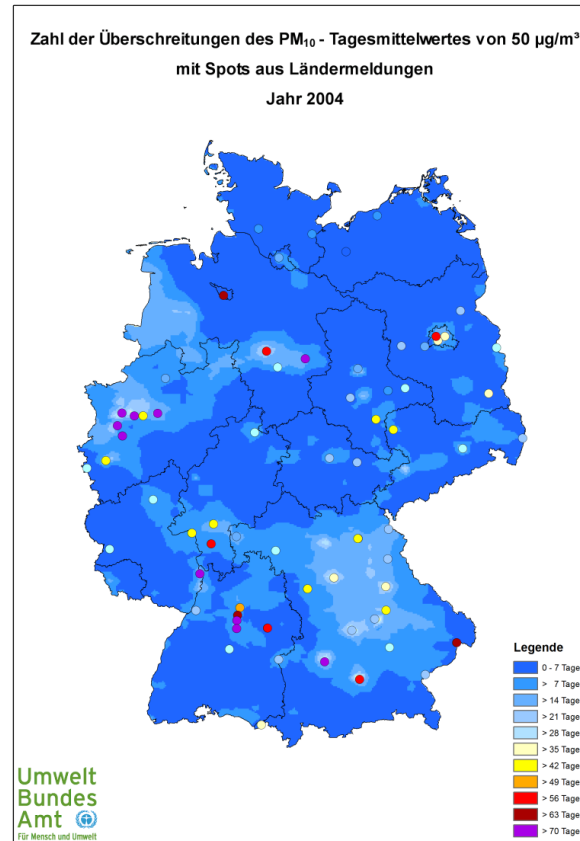 Zahl der Überschreitungen des PM₁₀ - Tagesmittelwertes von 50 µg/m³
mit Spots aus Ländermeldungen
Jahr 2004
Legende
0 - 7 Tage
> 7 Tage
> 14 Tage
> 21 Tage
> 28 Tage
> 35 Tage
> 42 Tage
> 49 Tage
> 56 Tage
> 63 Tage
> 70 Tage
Umwelt
Bundes
Amt
Für Mensch und Umwelt